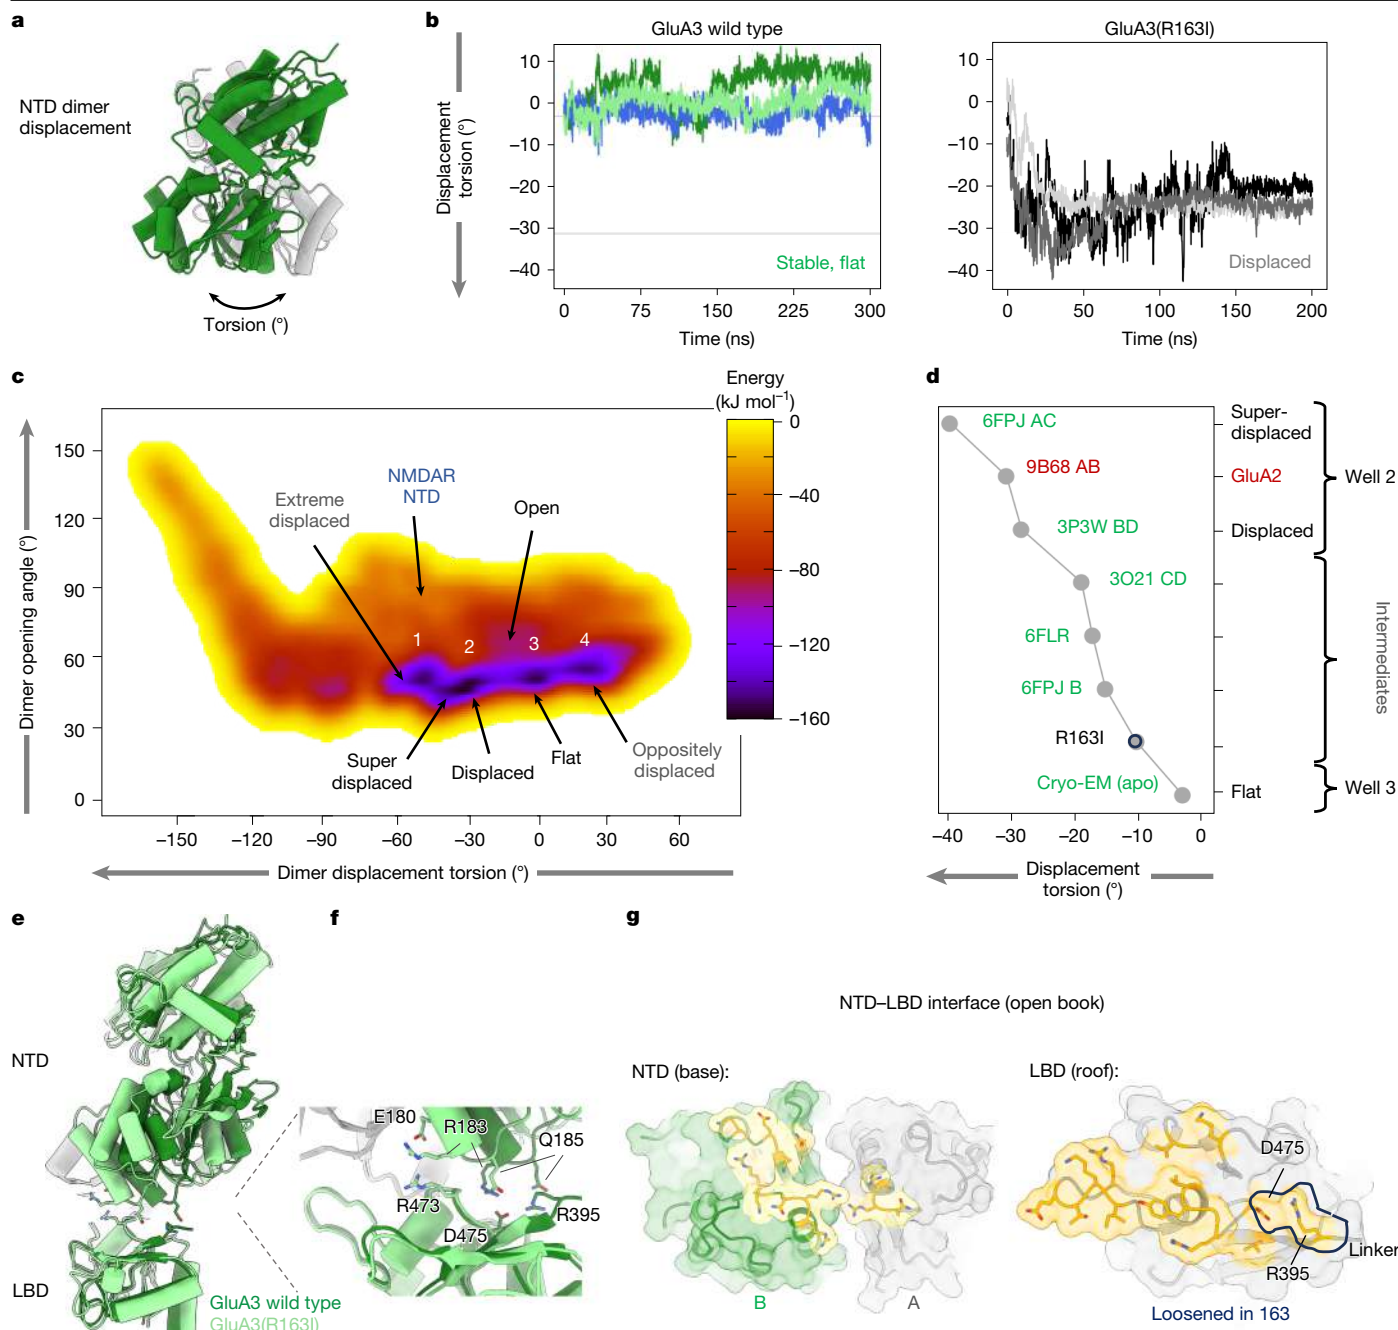 a
NTD dimer
displacement
Torsion (°)
b
Displacement
torsion (°)
GluA3 wild type
10
0
−10
−20
−30
−40
Stable, flat
0
75
150
225
300
Time (ns)
GluA3(R163I)
10
0
−10
−20
−30
−40
Displaced
0
50
100
150
200
Time (ns)
c
Dimer opening angle (°)
150
120
90
60
30
0
Extreme
displaced
NMDAR
NTD
Open
1
2
3
4
Super
displaced
Displaced
Flat
Oppositely
displaced
−150
−120
−90
−60
−30
0
30
60
Dimer displacement torsion (°)
Energy
(kJ mol−1)
0
−40
−80
−120
−160
d
6FPJ AC
9B68 AB
3P3W BD
3O21 CD
6FLR
6FPJ B
R163I
Cryo-EM (apo)
Super-
displaced
GluA2
Displaced
Flat
Well 2
Intermediates
Well 3
−40
−30
−20
−10
0
Displacement
torsion (°)
e
NTD
LBD
GluA3 wild type
GluA3(R163I)
f
E180
R183
Q185
R473
D475
R395
g
NTD–LBD interface (open book)
NTD (base):
B
A
LBD (roof):
D475
R395
Linker
Loosened in 163